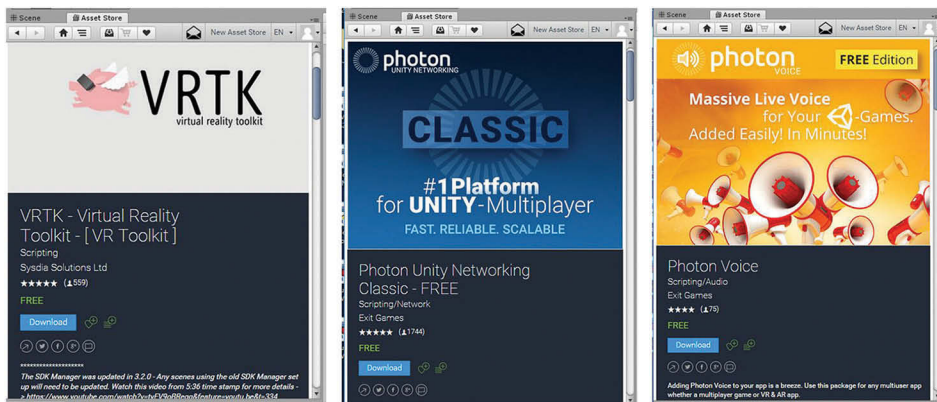 Scene Asset Store
New Asset Store EN
VRTK
virtual reality toolkit
VRTK - Virtual Reality
Toolkit - [ VR Toolkit ]
Scripting
Sysdia Solutions Ltd
★★★★★ (559)
FREE
Download
********************
The SDK Manager was updated in 3.2.0 - Any scenes using the old SDK Manager set
up will need to be updated. Watch this video from 5:36 time stamp for more details -
Scene Asset Store
New Asset Store EN
photon
UNITY NETWORKING
CLASSIC
#1 Platform
for UNITY-Multiplayer
FAST. RELIABLE. SCALABLE
Photon Unity Networking
Classic - FREE
Scripting/Network
Exit Games
★★★★★ (1744)
FREE
Download
Scene Asset Store
New Asset Store EN
photon
VOICE
FREE Edition
Massive Live Voice
for Your -Games.
Added Easily! In Minutes!
Photon Voice
Scripting/Audio
Exit Games
★★★★ (75)
FREE
Download
Adding Photon Voice to your app is a breeze. Use this package for any multiuser app
whether a multiplayer game or VR & AR app.